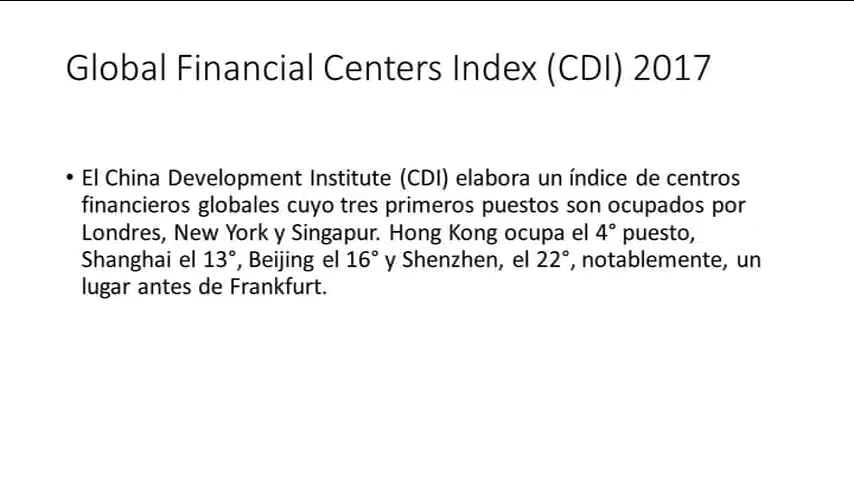 Global Financial Centers Index (CDI) 2017
• El China Development Institute (CDI) elabora un índice de centros
financieros globales cuyo tres primeros puestos son ocupados por
Londres, New York y Singapur. Hong Kong ocupa el 4° puesto,
Shanghai el 13°, Beijing el 16° y Shenzhen, el 22°, notablemente, un
lugar antes de Frankfurt.